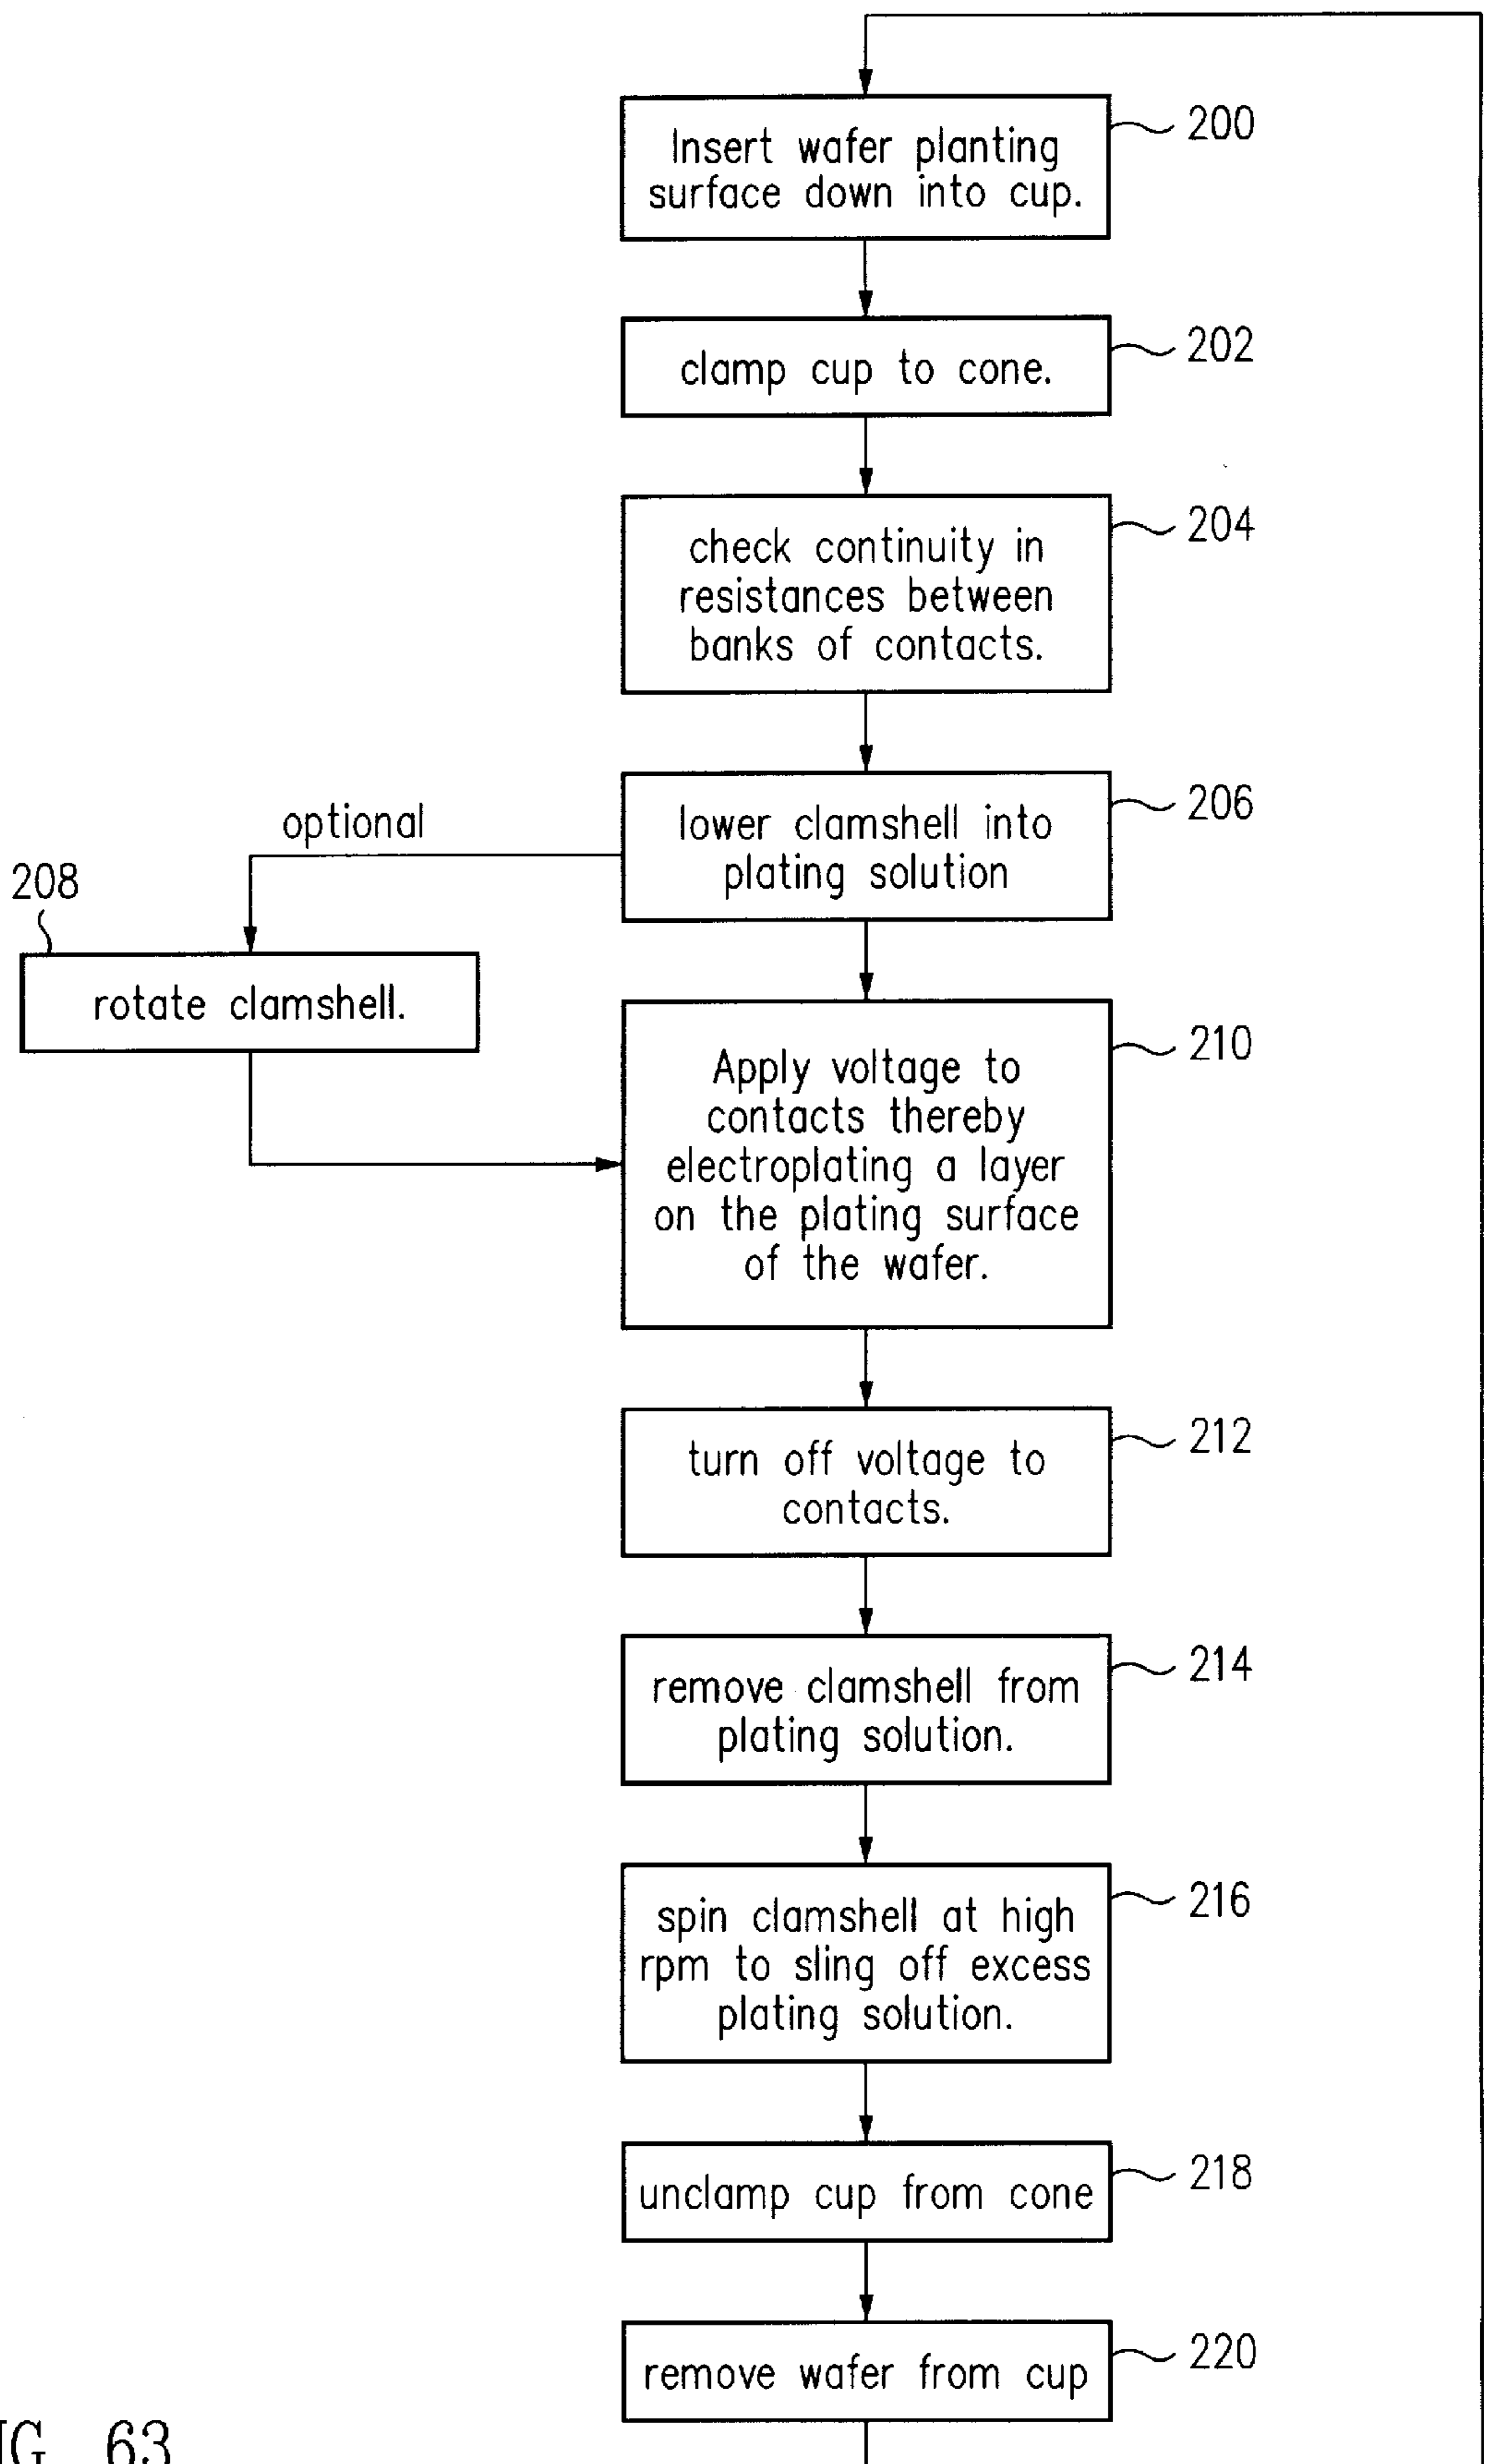 Insert wafer planting
surface down into cup.
200
clamp cup to cone.
202
check continuity in
resistances between
banks of contacts.
204
lower clamshell into
plating solution
206
optional
208
rotate clamshell.
Apply voltage to
contacts thereby
electroplating a layer
on the plating surface
of the wafer.
210
turn off voltage to
contacts.
212
remove clamshell from
plating solution.
214
spin clamshell at high
rpm to sling off excess
plating solution.
216
unclamp cup from cone
218
remove wafer from cup
220
63